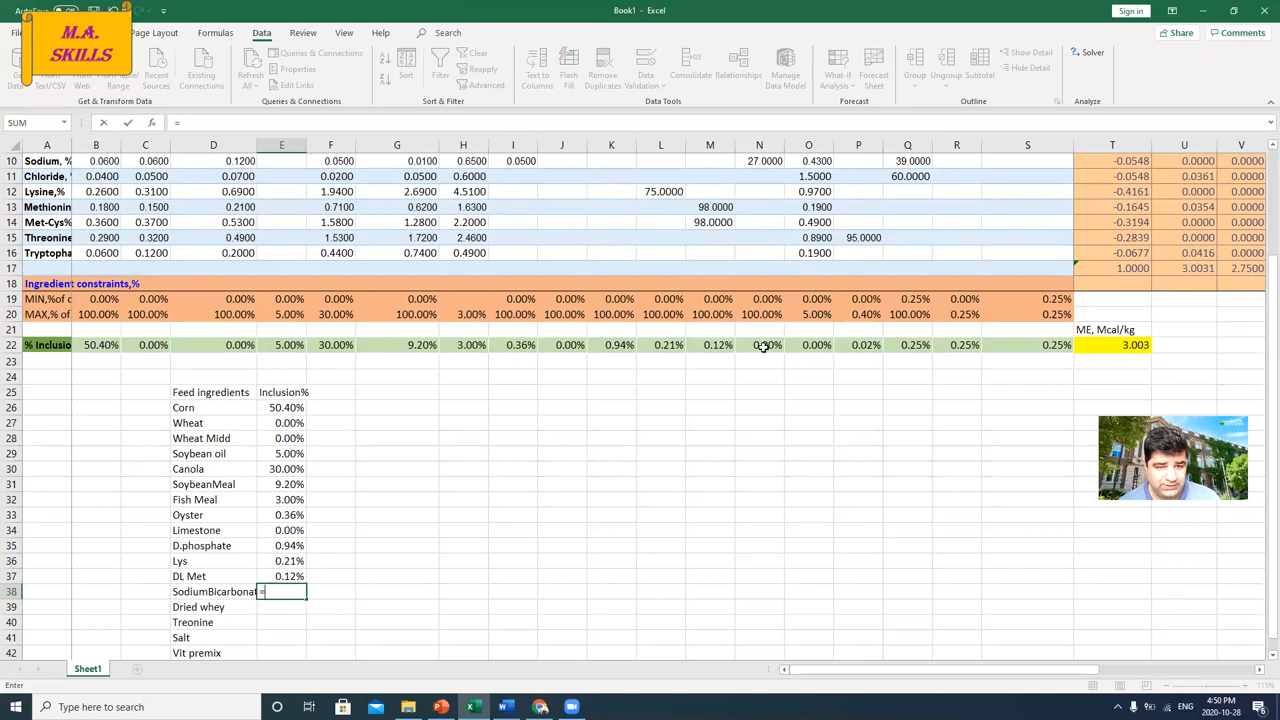 M.A.
SKILLS
Book1 - Excel
Sign in
Page Layout Formulas Data Review View Help Search
Share Comments
Recent Sources
Existing Connections
Refresh All
Queries & Connections
Properties
Edit Links
Sort
Filter
Clear
Reapply
Advanced
Text to Columns
Flash Fill
Remove Duplicates
Data Validation
Consolidate
Relationships
Manage Data Model
What-If Analysis
Forecast Sheet
Group
Ungroup
Subtotal
Show Detail
Hide Detail
Solver
Get & Transform Data
Queries & Connections
Sort & Filter
Data Tools
Forecast
Outline
Analyze
SUM =
A B C D E F G H I J K L M N O P Q R S T U V
10 Sodium, % 0.0600 0.0600 0.1200 0.0500 0.0100 0.6500 0.0500 27.0000 0.4300 39.0000 -0.0548 0.0000 0.0000
11 Chloride, 0.0400 0.0500 0.0700 0.0200 0.0500 0.6000 1.5000 60.0000 -0.0548 0.0361 0.0000
12 Lysine,% 0.2600 0.3100 0.6900 1.9400 2.6900 4.5100 75.0000 0.9700 -0.4161 0.0000 0.0000
13 Methionin 0.1800 0.1500 0.2100 0.7100 0.6200 1.6300 98.0000 0.1900 -0.1645 0.0354 0.0000
14 Met-Cys% 0.3600 0.3700 0.5300 1.5800 1.2800 2.2000 98.0000 0.4900 -0.3194 0.0000 0.0000
15 Threonine 0.2900 0.3200 0.4900 1.5300 1.7200 2.4600 0.8900 95.0000 -0.2839 0.0000 0.0000
16 Tryptopha 0.0600 0.1200 0.2000 0.4400 0.7400 0.4900 0.1900 -0.0677 0.0416 0.0000
17 1.0000 3.0031 2.7500
18 Ingredient constraints,%
19 MIN,%of d 0.00% 0.00% 0.00% 0.00% 0.00% 0.00% 0.00% 0.00% 0.00% 0.00% 0.00% 0.00% 0.00% 0.00% 0.00% 0.25% 0.00% 0.25%
20 MAX,% of 100.00% 100.00% 100.00% 5.00% 30.00% 100.00% 3.00% 100.00% 100.00% 100.00% 100.00% 100.00% 100.00% 5.00% 0.40% 100.00% 0.25% 0.25%
21 ME, Mcal/kg
22 % Inclusio 50.40% 0.00% 0.00% 5.00% 30.00% 9.20% 3.00% 0.36% 0.00% 0.94% 0.21% 0.12% 0.00% 0.02% 0.25% 0.25% 0.25% 3.003
23
24
25 Feed ingredients Inclusion%
26 Corn 50.40%
27 Wheat 0.00%
28 Wheat Midd 0.00%
29 Soybean oil 5.00%
30 Canola 30.00%
31 SoybeanMeal 9.20%
32 Fish Meal 3.00%
33 Oyster 0.36%
34 Limestone 0.00%
35 D.phosphate 0.94%
36 Lys 0.21%
37 DL Met 0.12%
38 SodiumBicarbonat =
39 Dried whey
40 Treonine
41 Salt
42 Vit premix
Sheet1
Enter
115%
Type here to search
ENG
4:50 PM
2020-10-28